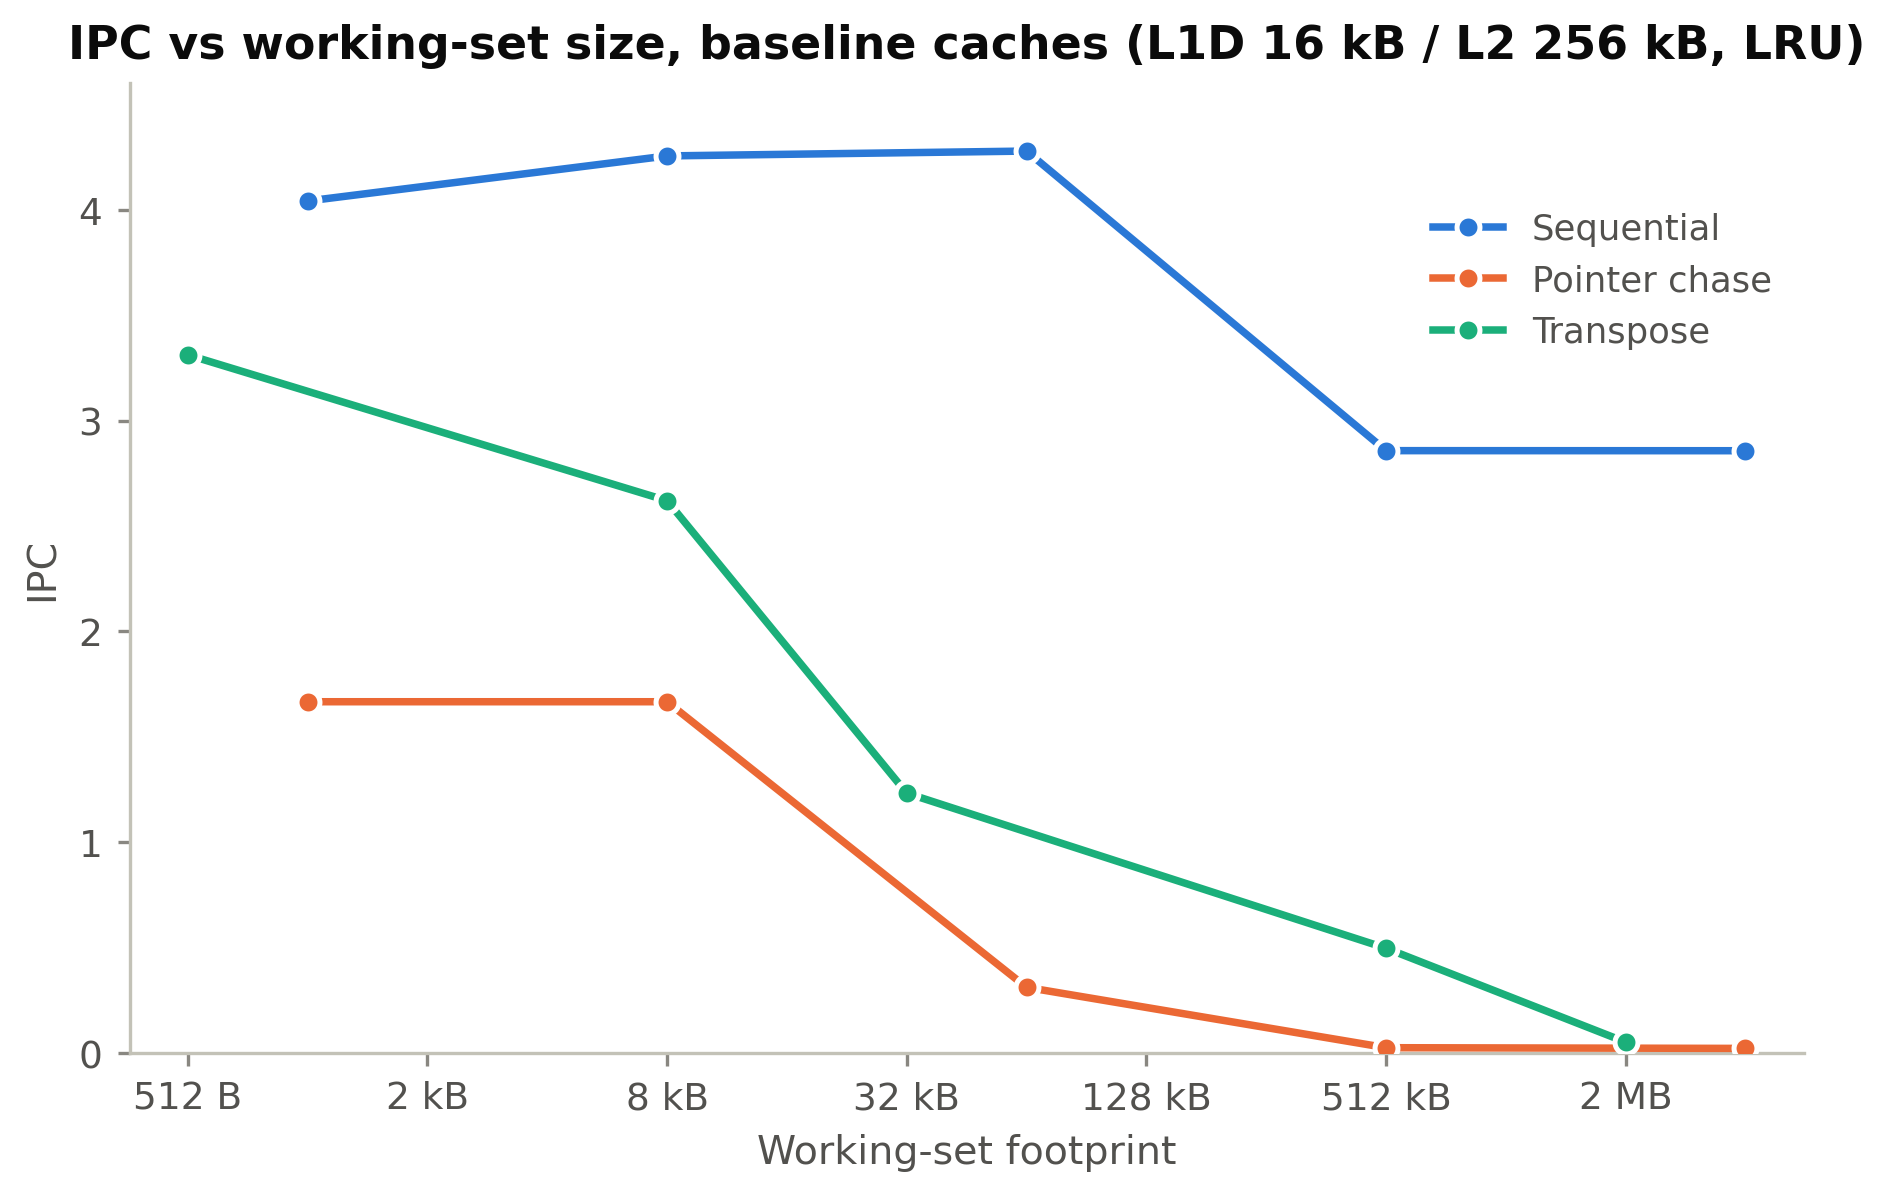 IPC vs working-set size, baseline caches (L1D 16 kB / L2 256 kB, LRU)
4
3
2
1
0
IPC
Sequential
Pointer chase
Transpose
512 B
2 kB
8 kB
32 kB
128 kB
512 kB
2 MB
Working-set footprint